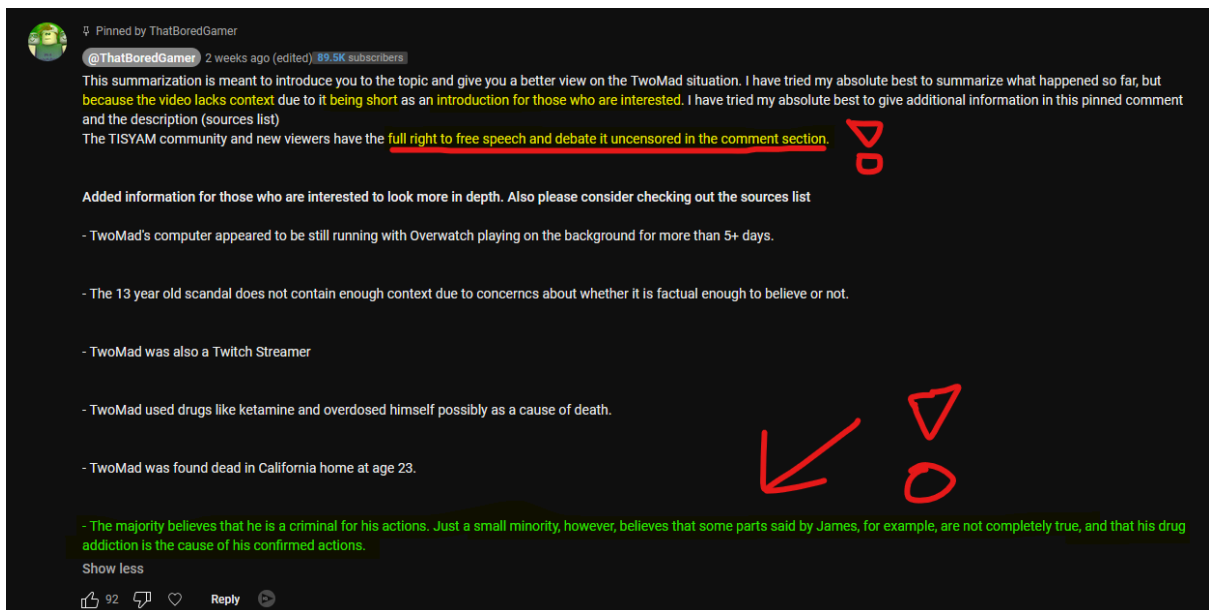 Pinned by ThatBoredGamer
@ThatBoredGamer 2 weeks ago (edited) 89.5K subscribers
This summarization is meant to introduce you to the topic and give you a better view on the TwoMad situation. I have tried my absolute best to summarize what happened so far, but
because the video lacks context due to it being short as an introduction for those who are interested. I have tried my absolute best to give additional information in this pinned comment
and the description (sources list)
The TISYAM community and new viewers have the full right to free speech and debate it uncensored in the comment section.
Added information for those who are interested to look more in depth. Also please consider checking out the sources list
- TwoMad's computer appeared to be still running with Overwatch playing on the background for more than 5+ days.
- The 13 year old scandal does not contain enough context due to concerncs about whether it is factual enough to believe or not.
- TwoMad was also a Twitch Streamer
- TwoMad used drugs like ketamine and overdosed himself possibly as a cause of death.
- TwoMad was found dead in California home at age 23.
- The majority believes that he is a criminal for his actions. Just a small minority, however, believes that some parts said by James, for example, are not completely true, and that his drug
addiction is the cause of his confirmed actions.
Show less
92 Reply